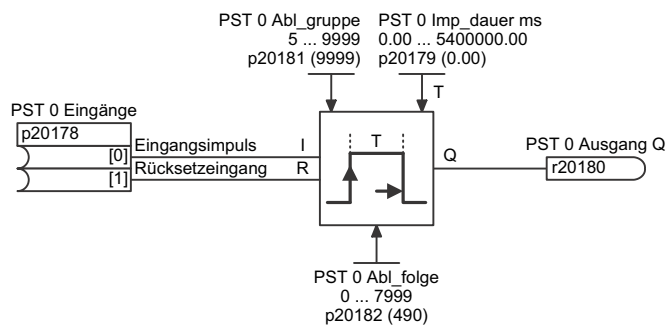 PST 0 Abl_gruppe
5 ... 9999
p20181 (9999)
PST 0 Imp_dauer ms
0.00 ... 5400000.00
p20179 (0.00)
T
PST 0 Eingänge
p20178
[0]
Eingangsimpuls
I
[1]
Rücksetzeingang
R
T
Q
PST 0 Ausgang Q
r20180
PST 0 Abl_folge
0 ... 7999
p20182 (490)